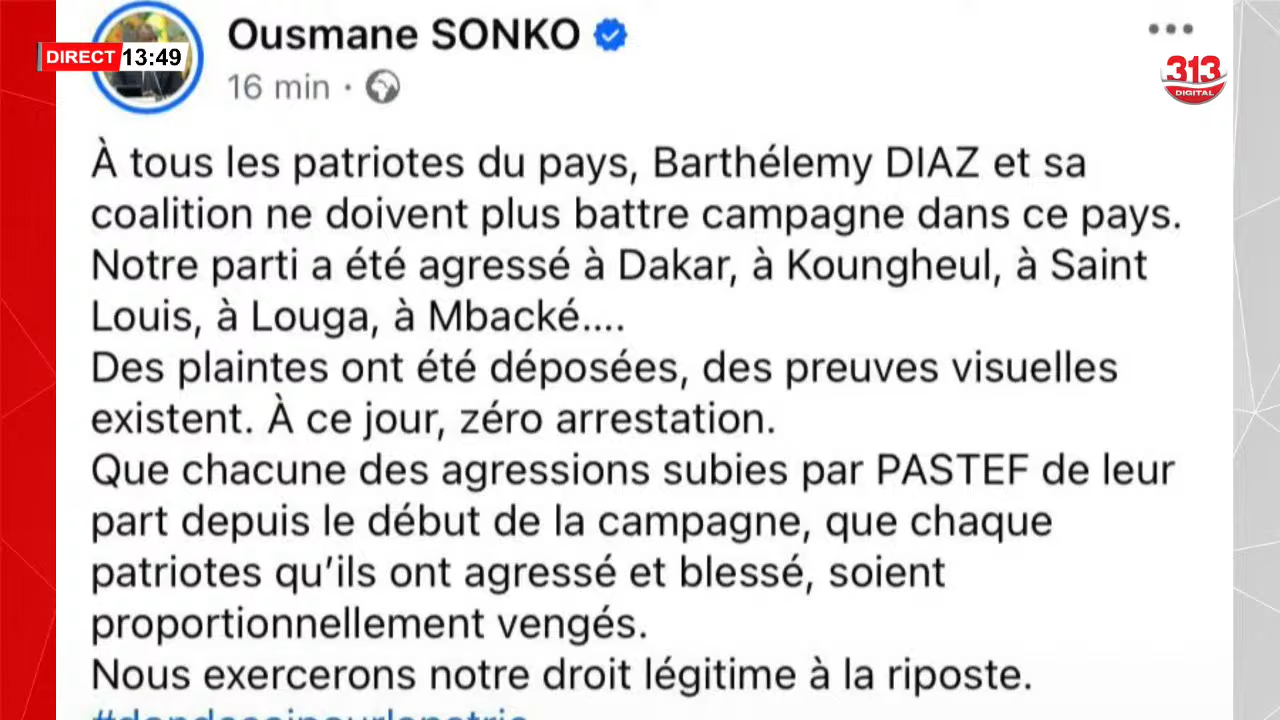 Ousmane SONKO
DIRECT 13:49
16 min ·
313
DIGITAL
À tous les patriotes du pays, Barthélemy DIAZ et sa
coalition ne doivent plus battre campagne dans ce pays.
Notre parti a été agressé à Dakar, à Koungheul, à Saint
Louis, à Louga, à Mbacké....
Des plaintes ont été déposées, des preuves visuelles
existent. À ce jour, zéro arrestation.
Que chacune des agressions subies par PASTEF de leur
part depuis le début de la campagne, que chaque
patriotes qu’ils ont agressé et blessé, soient
proportionnellement vengés.
Nous exercerons notre droit légitime à la riposte.